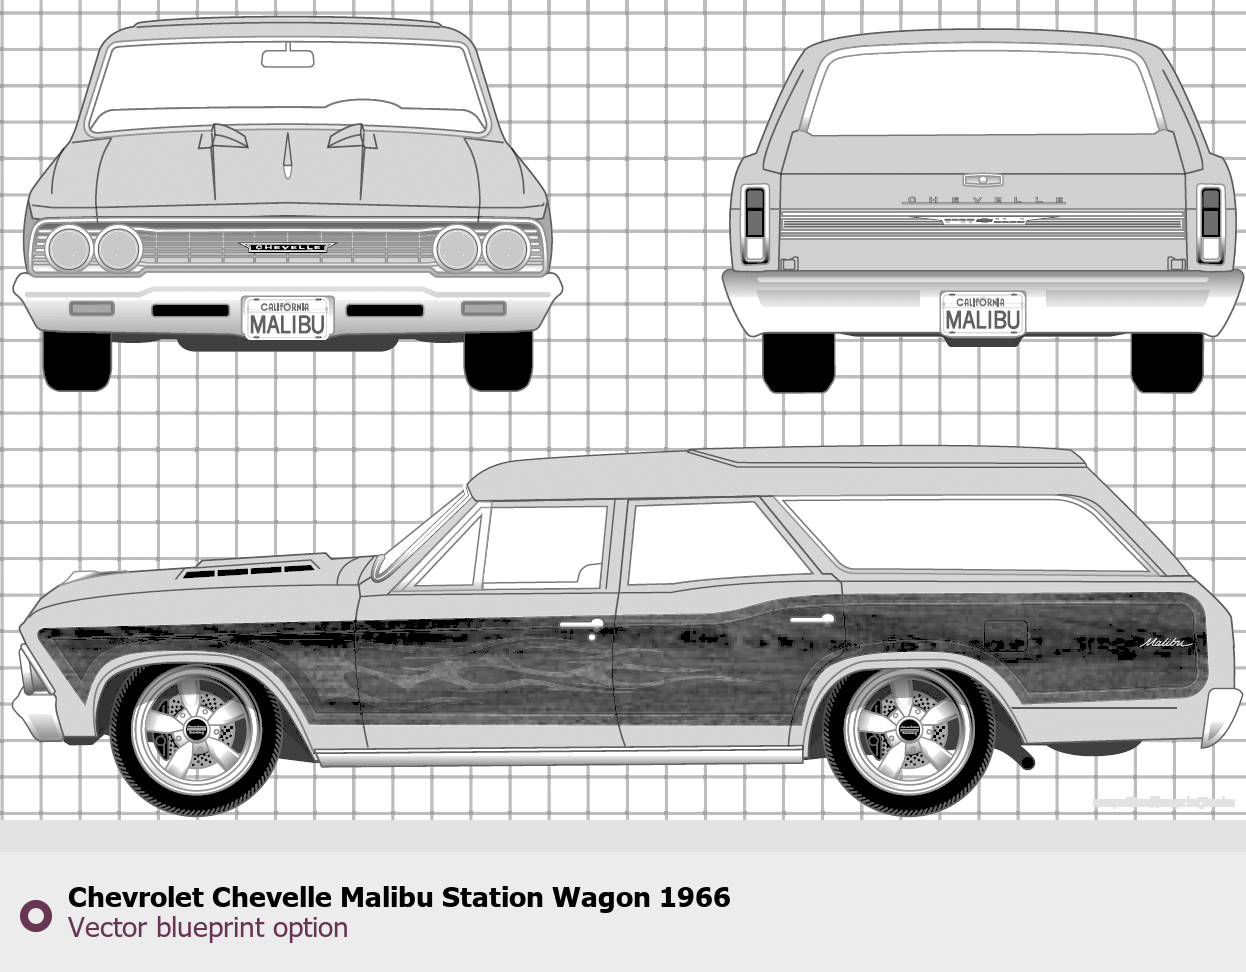 CHEVELLE
CALIFORNIA
MALIBU
CHEVELLE
CALIFORNIA
MALIBU
Malibu
Chevrolet Chevelle Malibu Station Wagon 1966
Vector blueprint option